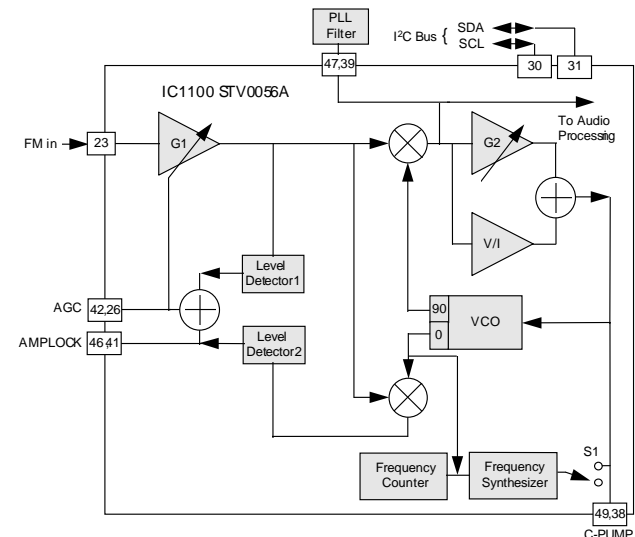 PLL
Filter
I²C Bus { SDA
SCL
47,39
30
31
IC1100 STV0056A
To Audio
Processing
FM in
23
G1
G2
V/I
Level
Detector1
AGC
42,26
90
0
VCO
AMPLOCK
46,41
Level
Detector2
S1
Frequency
Counter
Frequency
Synthesizer
49,38
C-PUMP